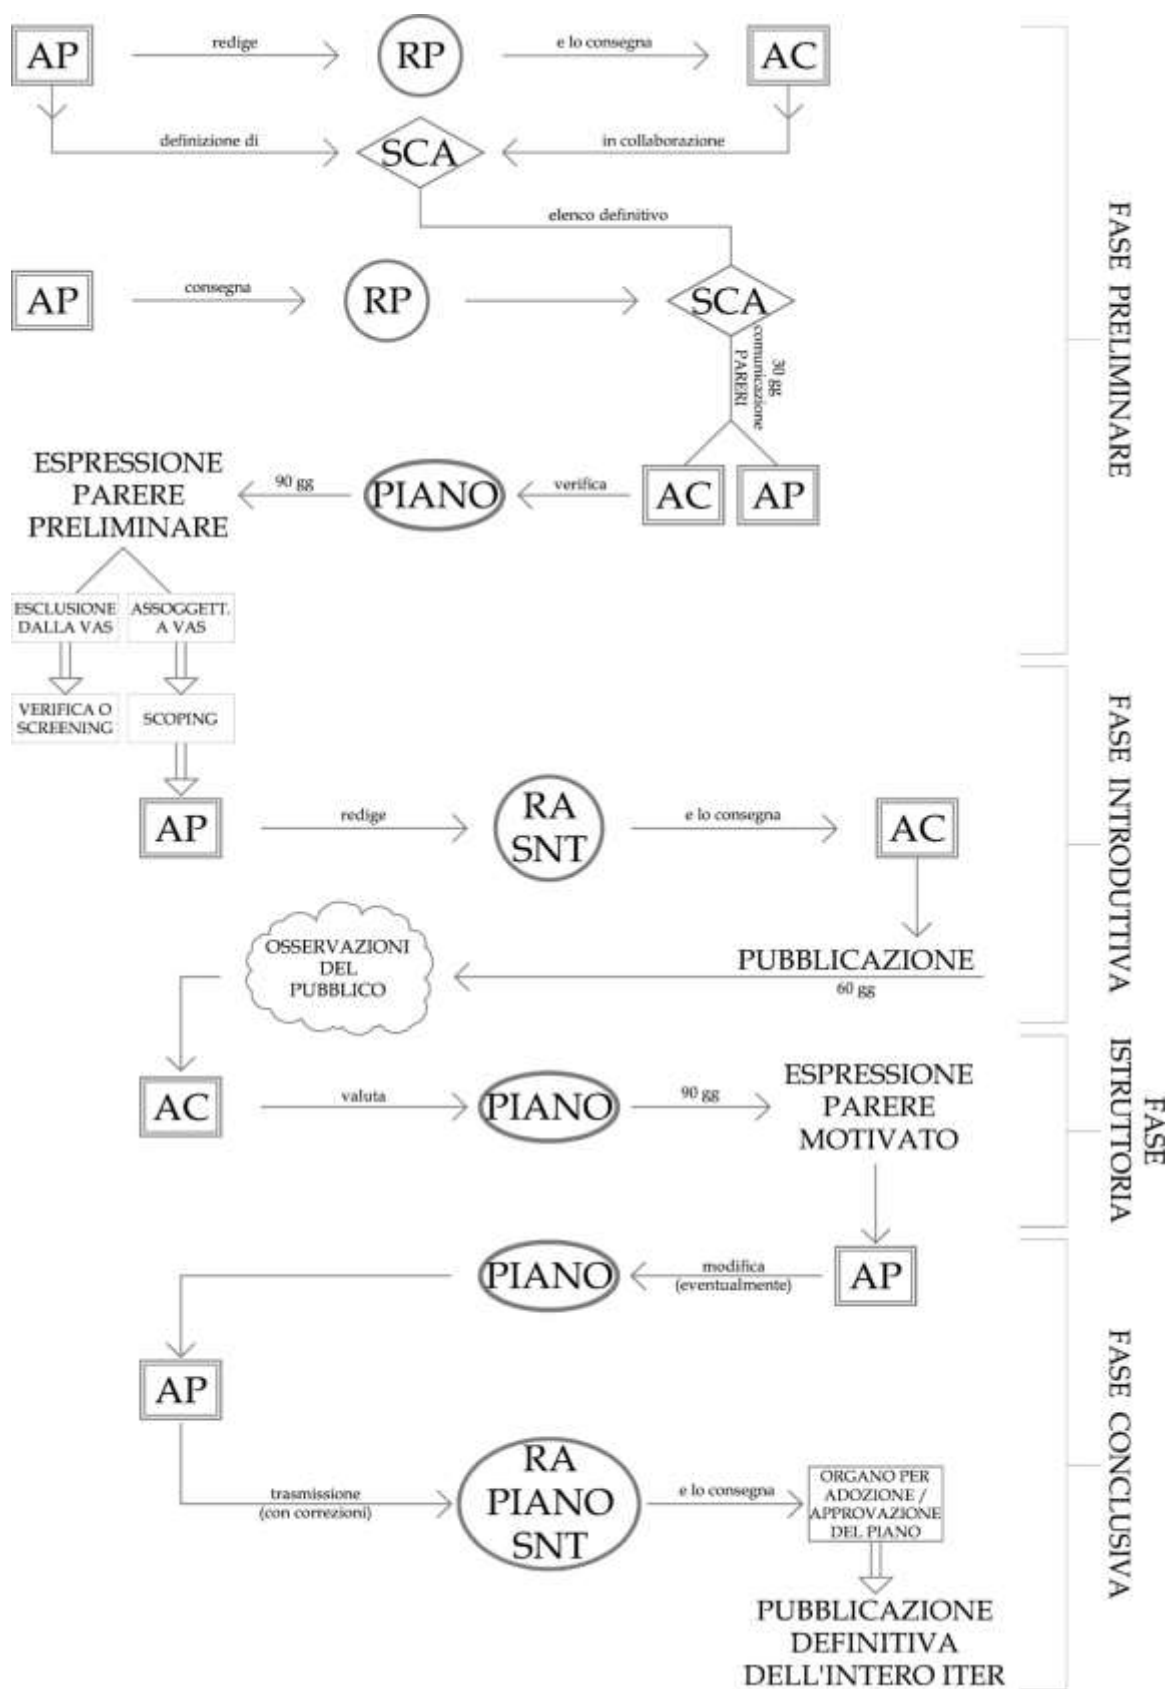 AP
redige
RP
e lo consegna
AC
definizione di
SCA
in collaborazione
elenco definitivo
AP
consegna
RP
SCA
30 gg
comunicazione
PARERI
ESPRESSIONE
PARERE
PRELIMINARE
90 gg
PIANO
verifica
AC
AP
ESCLUSIONE
DALLA VAS
ASSOGGETT.
A VAS
FASE PRELIMINARE
VERIFICA O
SCREENING
SCOPING
AP
redige
RA
SNT
e lo consegna
AC
OSSERVAZIONI
DEL
PUBBLICO
PUBBLICAZIONE
60 gg
FASE INTRODUTTIVA
AC
valuta
PIANO
90 gg
ESPRESSIONE
PARERE
MOTIVATO
FASE
ISTRUTTORIA
PIANO
modifica
(eventualmente)
AP
AP
trasmissione
(con correzioni)
RA
PIANO
SNT
e lo consegna
ORGANO PER
ADOZIONE /
APPROVAZIONE
DEL PIANO
PUBBLICAZIONE
DEFINITIVA
DELL'INTERO ITER
FASE CONCLUSIVA